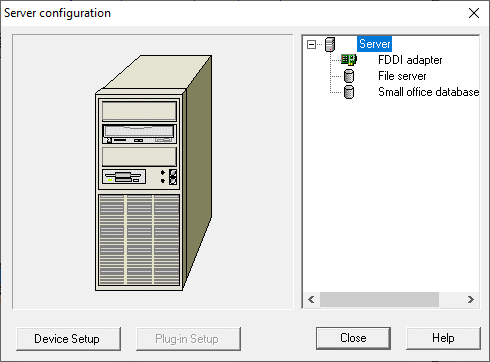 Server configuration
Server
FDDI adapter
File server
Small office database
Device Setup
Plug-in Setup
Close
Help